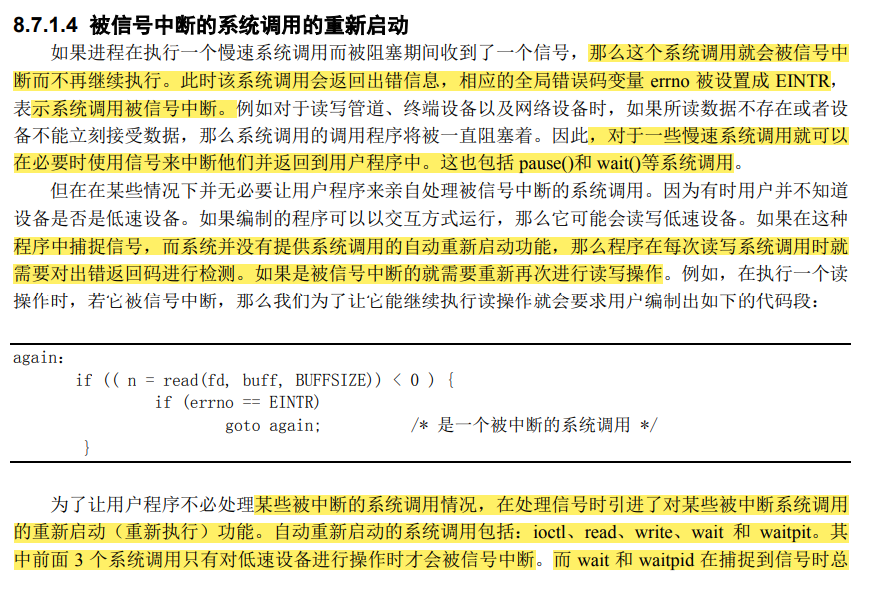 8.7.1.4 被信号中断的系统调用的重新启动
如果进程在执行一个慢速系统调用而被阻塞期间收到了一个信号，那么这个系统调用就会被信号中
断而不再继续执行。此时该系统调用会返回出错信息，相应的全局错误码变量 errno 被设置成 EINTR，
表示系统调用被信号中断。例如对于读写管道、终端设备以及网络设备时，如果所读数据不存在或者设
备不能立刻接受数据，那么系统调用的调用程序将被一直阻塞着。因此，对于一些慢速系统调用就可以
在必要时使用信号来中断他们并返回到用户程序中。这也包括 pause()和 wait()等系统调用。
但在在某些情况下并无必要让用户程序来亲自处理被信号中断的系统调用。因为有时用户并不知道
设备是否是低速设备。如果编制的程序可以以交互方式运行，那么它可能会读写低速设备。如果在这种
程序中捕捉信号，而系统并没有提供系统调用的自动重新启动功能，那么程序在每次读写系统调用时就
需要对出错返回码进行检测。如果是被信号中断的就需要重新再次进行读写操作。例如，在执行一个读
操作时，若它被信号中断，那么我们为了让它能继续执行读操作就会要求用户编制出如下的代码段：
again:
if (( n = read(fd, buff, BUFFSIZE)) < 0 ) {
if (errno == EINTR)
goto again; /* 是一个被中断的系统调用 */
}
为了让用户程序不必处理某些被中断的系统调用情况，在处理信号时引进了对某些被中断系统调用
的重新启动（重新执行）功能。自动重新启动的系统调用包括：ioctl、read、write、wait 和 waitpit。其
中前面 3 个系统调用只有对低速设备进行操作时才会被信号中断。而 wait 和 waitpid 在捕捉到信号时总